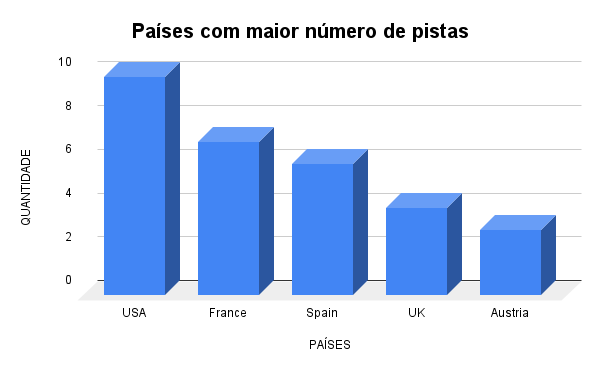 Países com maior número de pistas
QUANTIDADE
10
8
6
4
2
0
USA France Spain UK Austria
PAÍSES